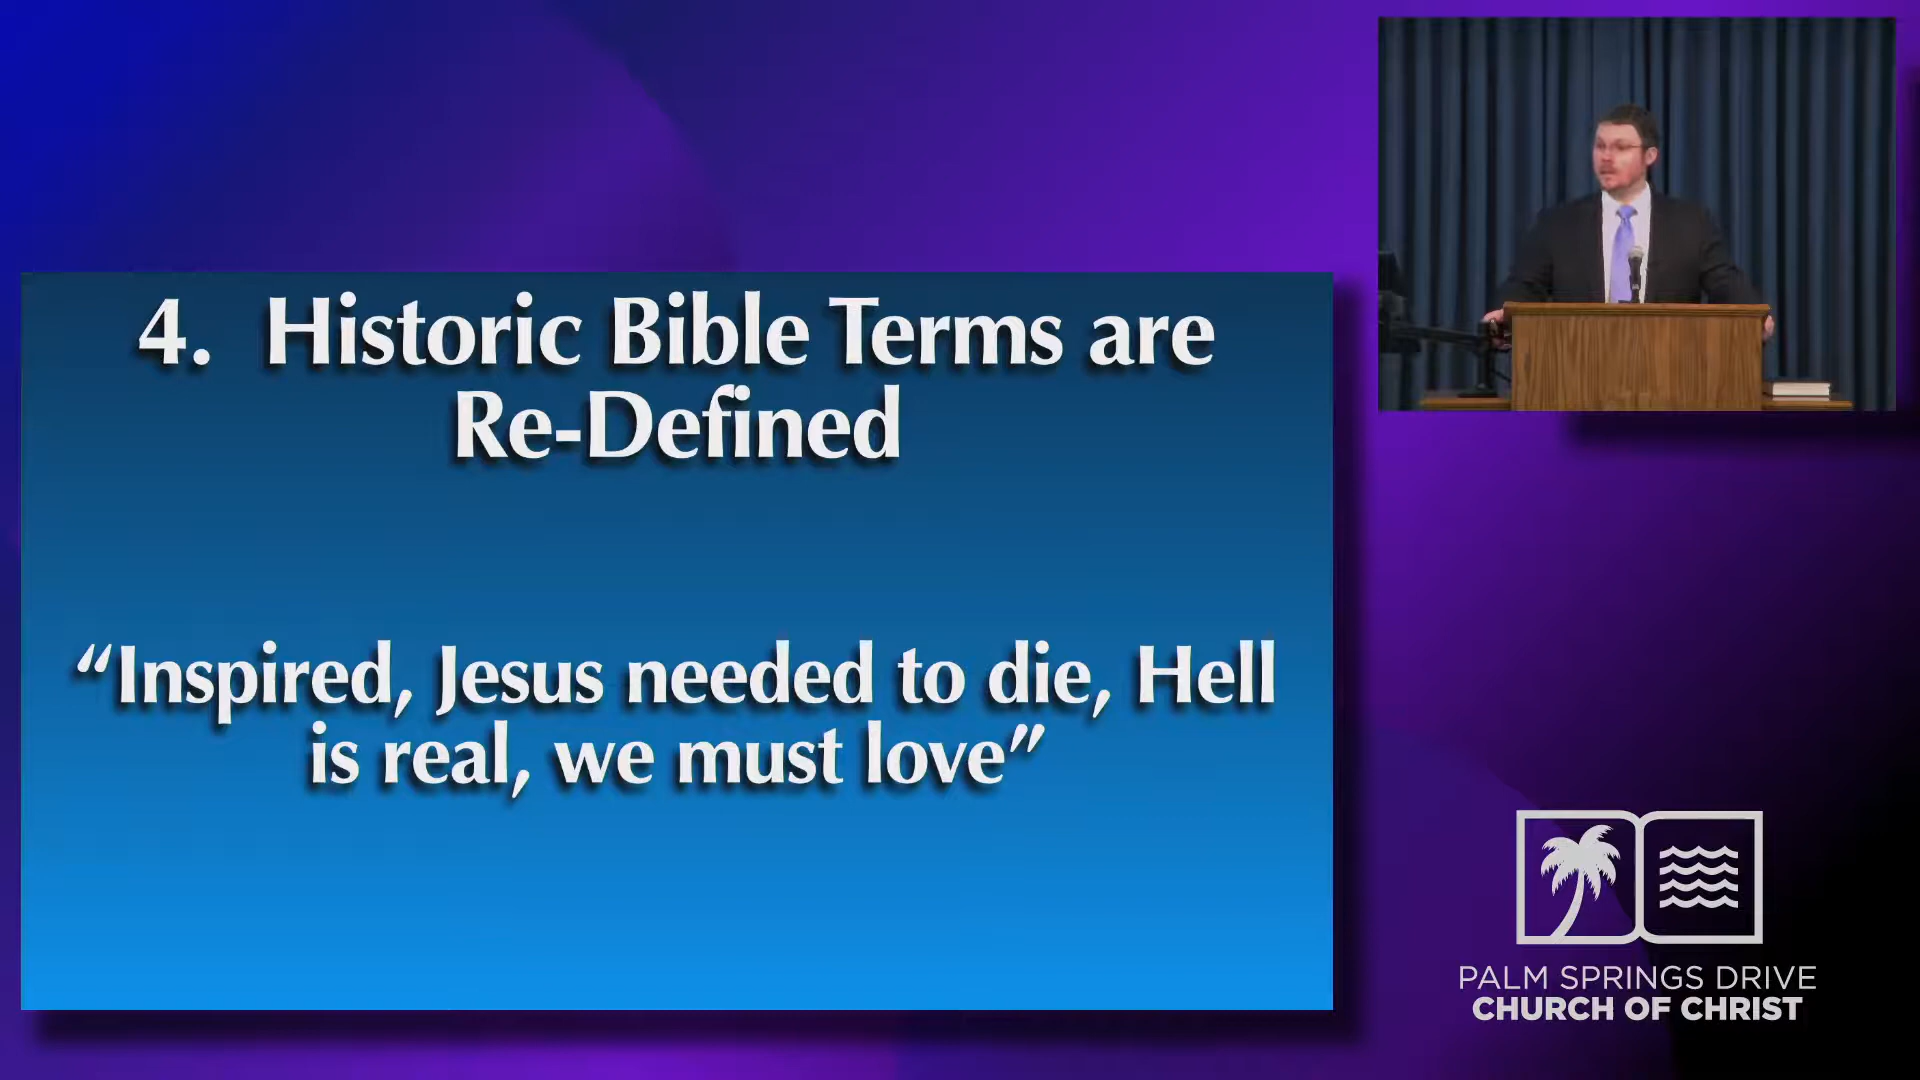 4. Historic Bible Terms are
Re-Defined
“Inspired, Jesus needed to die, Hell
is real, we must love”
PALM SPRINGS DRIVE
CHURCH OF CHRIST